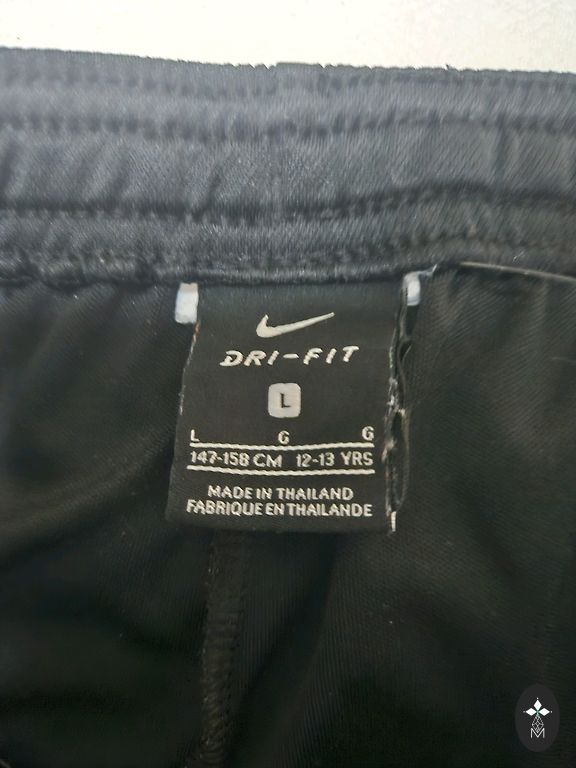 DRI-FIT
L
L G G
147-158 CM 12-13 YRS
MADE IN THAILAND
FABRIQUE EN THAILANDE
M